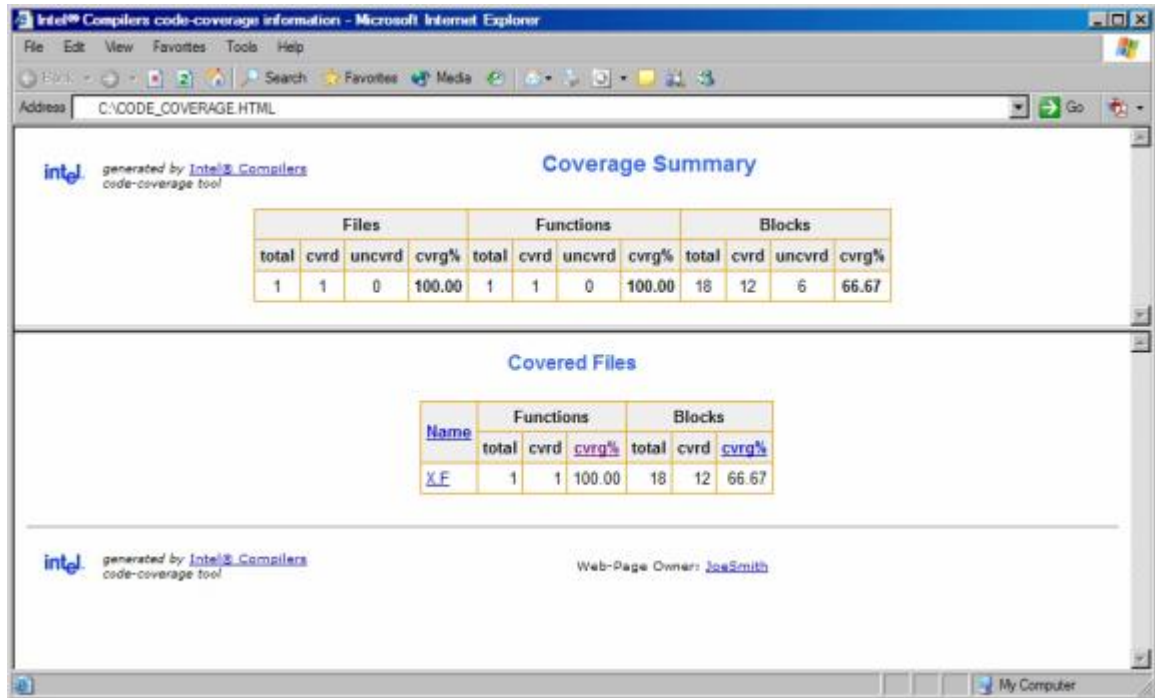 Intel® Compilers code-coverage information - Microsoft Internet Explorer
File Edit View Favorites Tools Help
Back Search Favorites Media
Address C:\CODE_COVERAGE.HTML Go
intel. generated by Intel® Compilers
code-coverage tool
Coverage Summary
Files Functions Blocks
total cvrd uncvrd cvrg% total cvrd uncvrd cvrg% total cvrd uncvrd cvrg%
1 1 0 100.00 1 1 0 100.00 18 12 6 66.67
Covered Files
Name Functions Blocks
total cvrd cvrg% total cvrd cvrg%
X.F 1 1 100.00 18 12 66.67
intel. generated by Intel® Compilers
code-coverage tool
Web-Page Owner: JoeSmith
My Computer